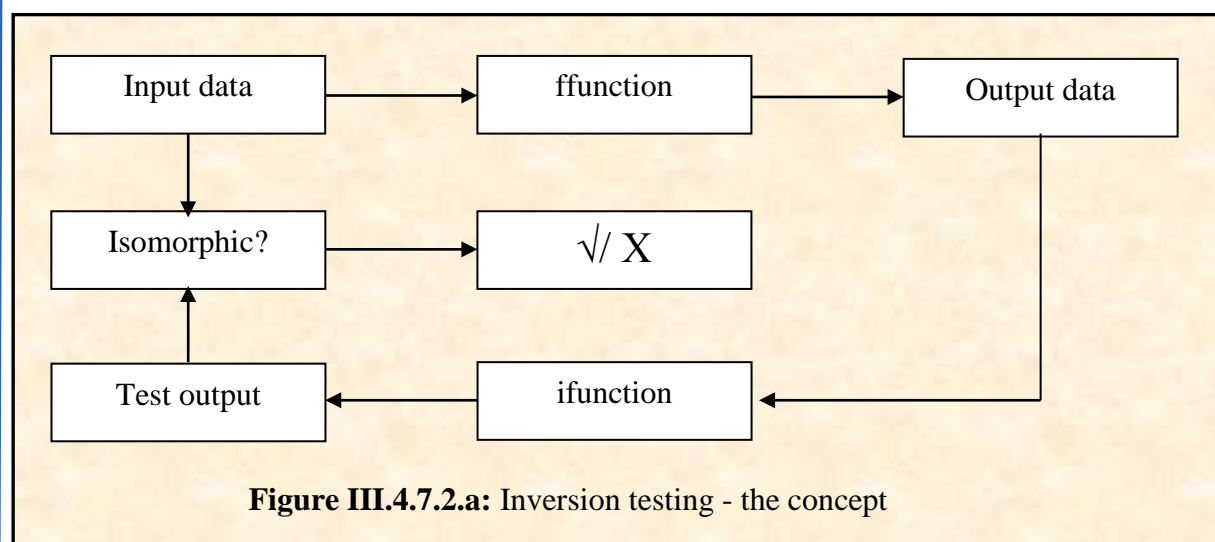 Input data
ffunction
Output data
Isomorphic?
√/ X
Test output
ifunction
Figure III.4.7.2.a: Inversion testing - the concept